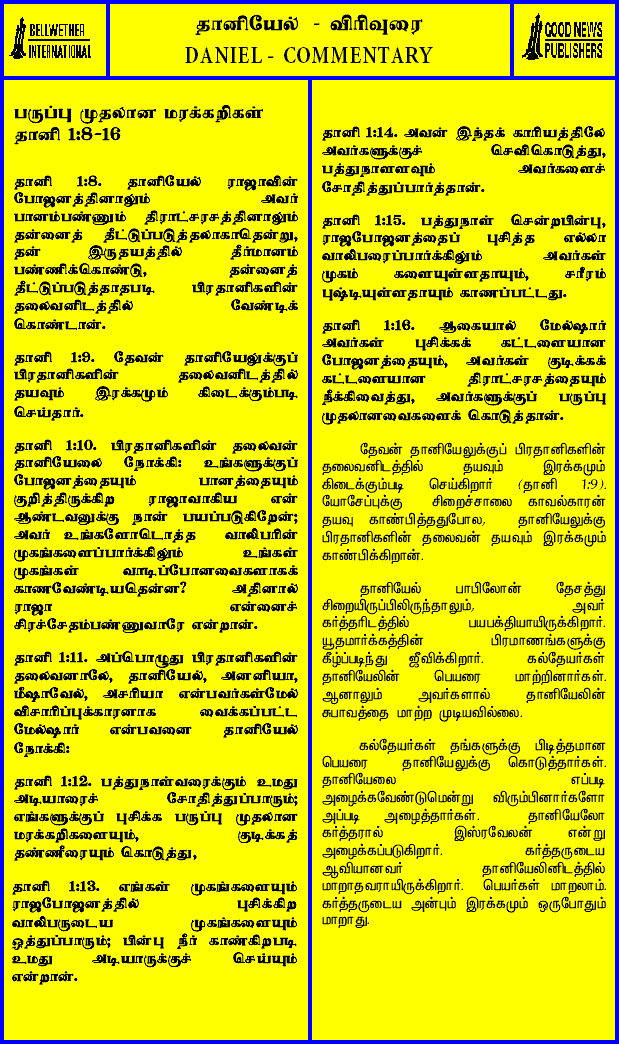 BELLWETHER
INTERNATIONAL
தானியேல் - விரிவுரை
DANIEL - COMMENTARY
GOOD NEWS
PUBLISHERS
பருப்பு முதலான மரக்கறிகள்
தானி 1:8-16
தானி 1:8. தானியேல் ராஜாவின்
போஜனத்தினாலும் அவர்
பானம்பண்ணும் திராட்சரசத்தினாலும்
தன்னைத் தீட்டுப்படுத்தலாகாதென்று,
தன் இருதயத்தில் தீர்மானம்
பண்ணிக்கொண்டு, தன்னைத்
தீட்டுப்படுத்தாதபடி பிரதானிகளின்
தலைவனிடத்தில் வேண்டிக்
கொண்டான்.
தானி 1:9. தேவன் தானியேலுக்குப்
பிரதானிகளின் தலைவனிடத்தில்
தயவும் இரக்கமும் கிடைக்கும்படி
செய்தார்.
தானி 1:10. பிரதானிகளின் தலைவன்
தானியேலை நோக்கி: உங்களுக்குப்
போஜனத்தையும் பானத்தையும்
குறித்திருக்கிற ராஜாவாகிய என்
ஆண்டவனுக்கு நான் பயப்படுகிறேன்;
அவர் உங்களோடொத்த வாலிபரின்
முகங்களைப்பார்க்கிலும் உங்கள்
முகங்கள் வாடிப்போனவைகளாகக்
காணவேண்டியதென்ன? அதினால்
ராஜா என்னைச்
சிரச்சேதம்பண்ணுவாரே என்றான்.
தானி 1:11. அப்பொழுது பிரதானிகளின்
தலைவனாலே, தானியேல், அனனியா,
மீஷாவேல், அசரியா என்பவர்கள்மேல்
விசாரிப்புக்காரனாக வைக்கப்பட்ட
மேல்ஷார் என்பவனை தானியேல்
நோக்கி:
தானி 1:12. பத்துநாள்வரைக்கும் உமது
அடியாரைச் சோதித்துப்பாரும்;
எங்களுக்குப் புசிக்க பருப்பு முதலான
மரக்கறிகளையும், குடிக்கத்
தண்ணீரையும் கொடுத்து,
தானி 1:13. எங்கள் முகங்களையும்
ராஜபோஜனத்தில் புசிக்கிற
வாலிபருடைய முகங்களையும்
ஒத்துப்பாரும்; பின்பு நீர் காண்கிறபடி
உமது அடியாருக்குச் செய்யும்
என்றான்.
தானி 1:14. அவன் இந்தக் காரியத்திலே
அவர்களுக்குச் செவிகொடுத்து,
பத்துநாளளவும் அவர்களைச்
சோதித்துப்பார்த்தான்.
தானி 1:15. பத்துநாள் சென்றபின்பு,
ராஜபோஜனத்தைப் புசித்த எல்லா
வாலிபரைப்பார்க்கிலும் அவர்கள்
முகம் களையுள்ளதாயும், சரீரம்
புஷ்டியுள்ளதாயும் காணப்பட்டது.
தானி 1:16. ஆகையால் மேல்ஷார்
அவர்கள் புசிக்கக் கட்டளையான
போஜனத்தையும், அவர்கள் குடிக்கக்
கட்டளையான திராட்சரசத்தையும்
நீக்கிவைத்து, அவர்களுக்குப் பருப்பு
முதலானவைகளைக் கொடுத்தான்.
தேவன் தானியேலுக்குப் பிரதானிகளின்
தலைவனிடத்தில் தயவும் இரக்கமும்
கிடைக்கும்படி செய்கிறார் (தானி 1:9).
யோசேப்புக்கு சிறைச்சாலை காவல்காரன்
தயவு காண்பித்ததுபோல, தானியேலுக்கு
பிரதானிகளின் தலைவன் தயவும் இரக்கமும்
காண்பிக்கிறான்.
தானியேல் பாபிலோன் தேசத்து
சிறையிருப்பிலிருந்தாலும், அவர்
கர்த்தரிடத்தில் பயபக்தியாயிருக்கிறார்.
யூதமார்க்கத்தின் பிரமாணங்களுக்கு
கீழ்ப்படிந்து ஜீவிக்கிறார். கல்தேயர்கள்
தானியேலின் பெயரை மாற்றினார்கள்.
ஆனாலும் அவர்களால் தானியேலின்
சுபாவத்தை மாற்ற முடியவில்லை.
கல்தேயர்கள் தங்களுக்கு பிடித்தமான
பெயரை தானியேலுக்கு கொடுத்தார்கள்.
தானியேலை எப்படி
அழைக்கவேண்டுமென்று விரும்பினார்களோ
அப்படி அழைத்தார்கள். தானியேலோ
கர்த்தரால் இஸ்ரவேலன் என்று
அழைக்கப்படுகிறார். கர்த்தருடைய
ஆவியானவர் தானியேலினிடத்தில்
மாறாதவராயிருக்கிறார். பெயர்கள் மாறலாம்.
கர்த்தருடைய அன்பும் இரக்கமும் ஒருபோதும்
மாறாது.